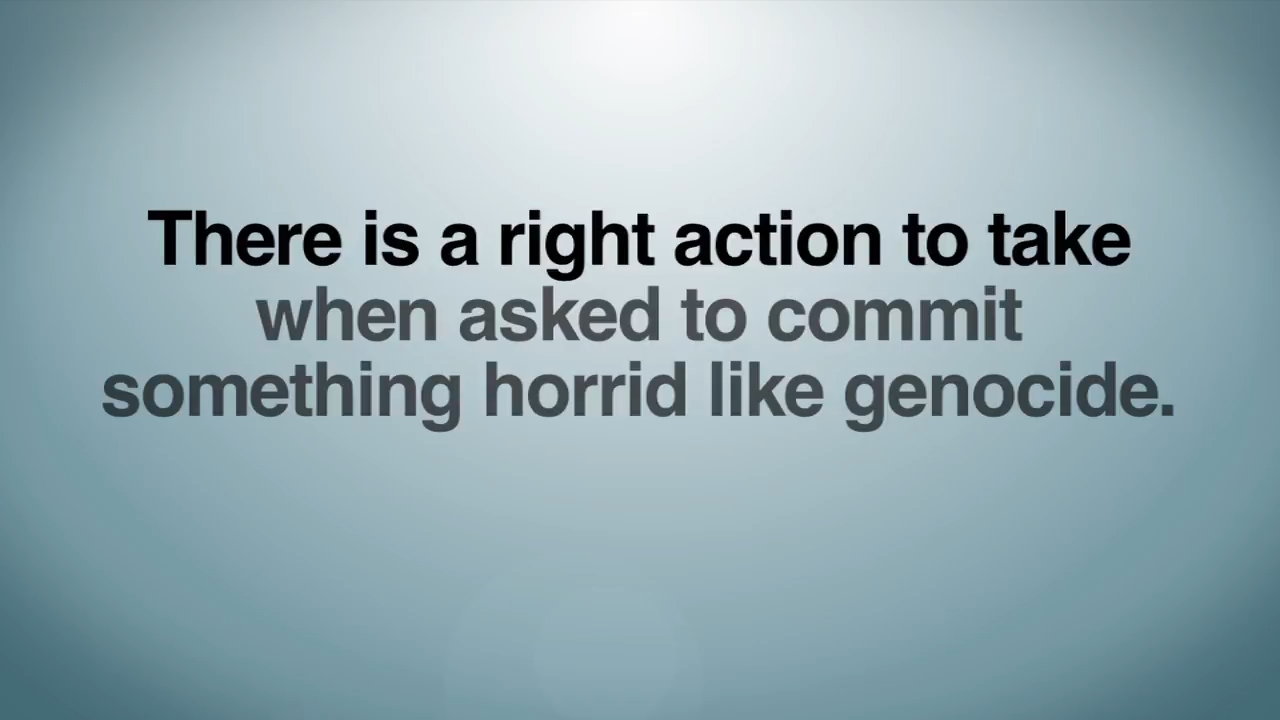 There is a right action to take
when asked to commit
something horrid like genocide.